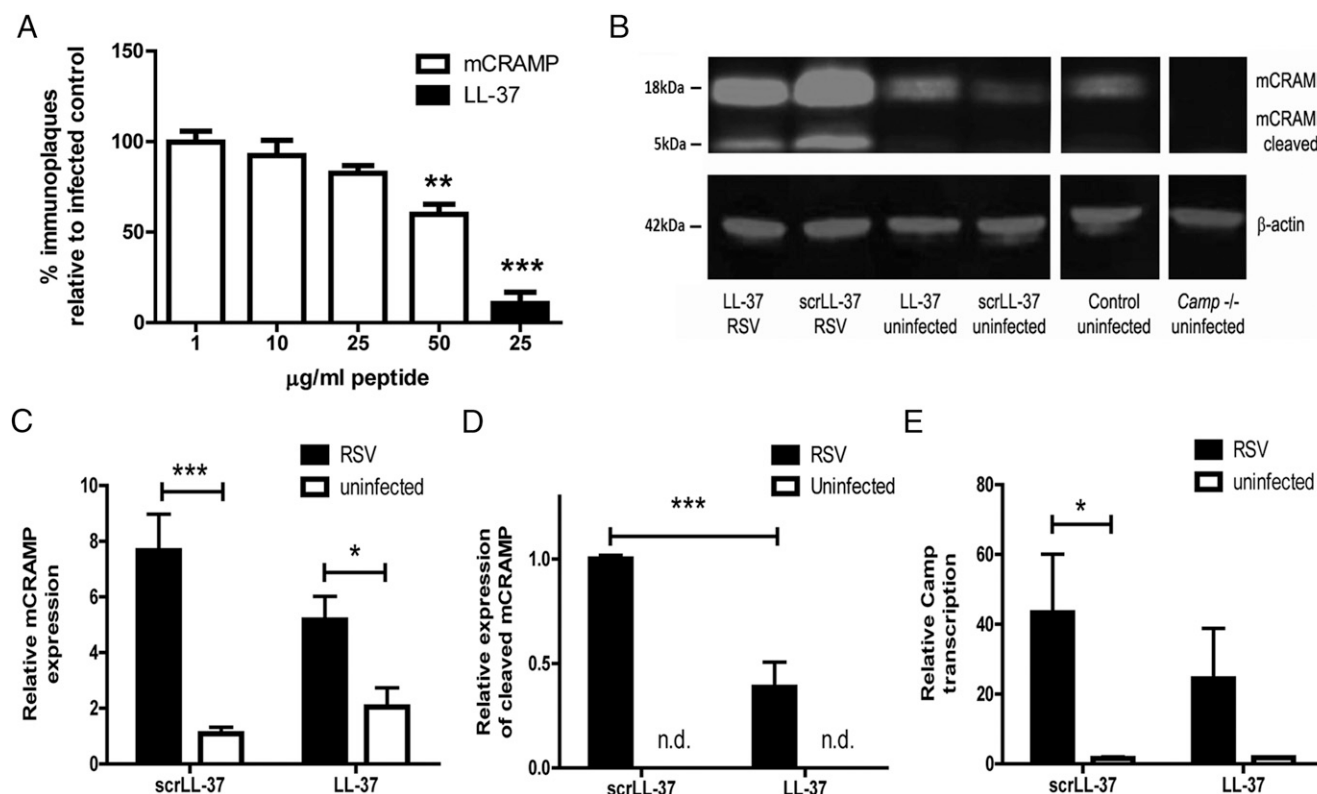 A
% immunoplaques
relative to infected control
150
100
50
0
mCRAMP
LL-37
**
***
1 10 25 50 25
μg/ml peptide
B
18kDa
5kDa
42kDa
mCRAM
mCRAM
cleaved
β-actin
LL-37 scrLL-37 LL-37 scrLL-37 Control Camp -/-
RSV RSV uninfected uninfected uninfected uninfected
C
Relative mCRAMP
expression
10
8
6
4
2
0
RSV
uninfected
***
*
scrLL-37 LL-37
D
Relative expression
of cleaved mCRAMP
1.0
0.5
0.0
RSV
Uninfected
***
n.d. n.d.
scrLL-37 LL-37
E
Relative Camp
transcription
80
60
40
20
0
RSV
uninfected
*
scrLL-37 LL-37